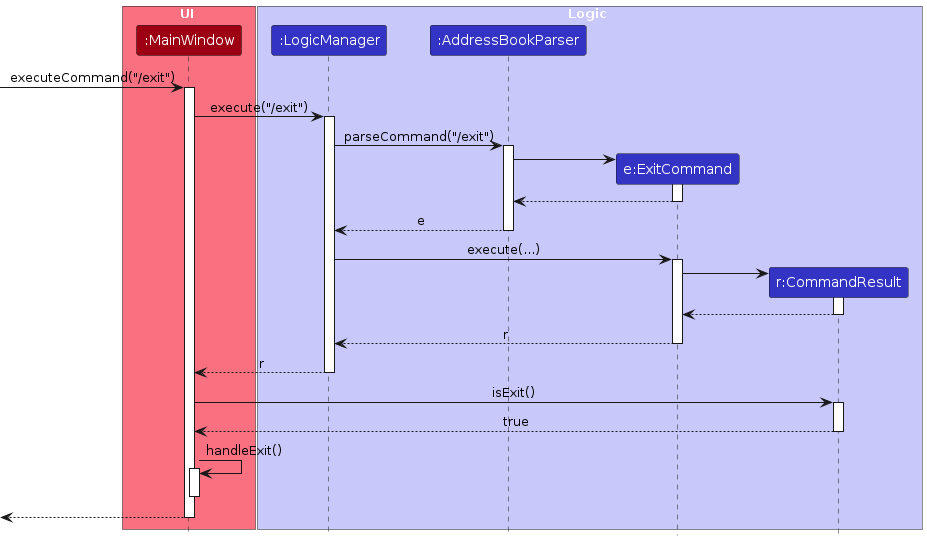 UI
Logic
:MainWindow
:LogicManager
:AddressBookParser
executeCommand("/exit")
execute("/exit")
parseCommand("/exit")
e:ExitCommand
e
execute(...)
r:CommandResult
r
r
isExit()
true
handleExit()